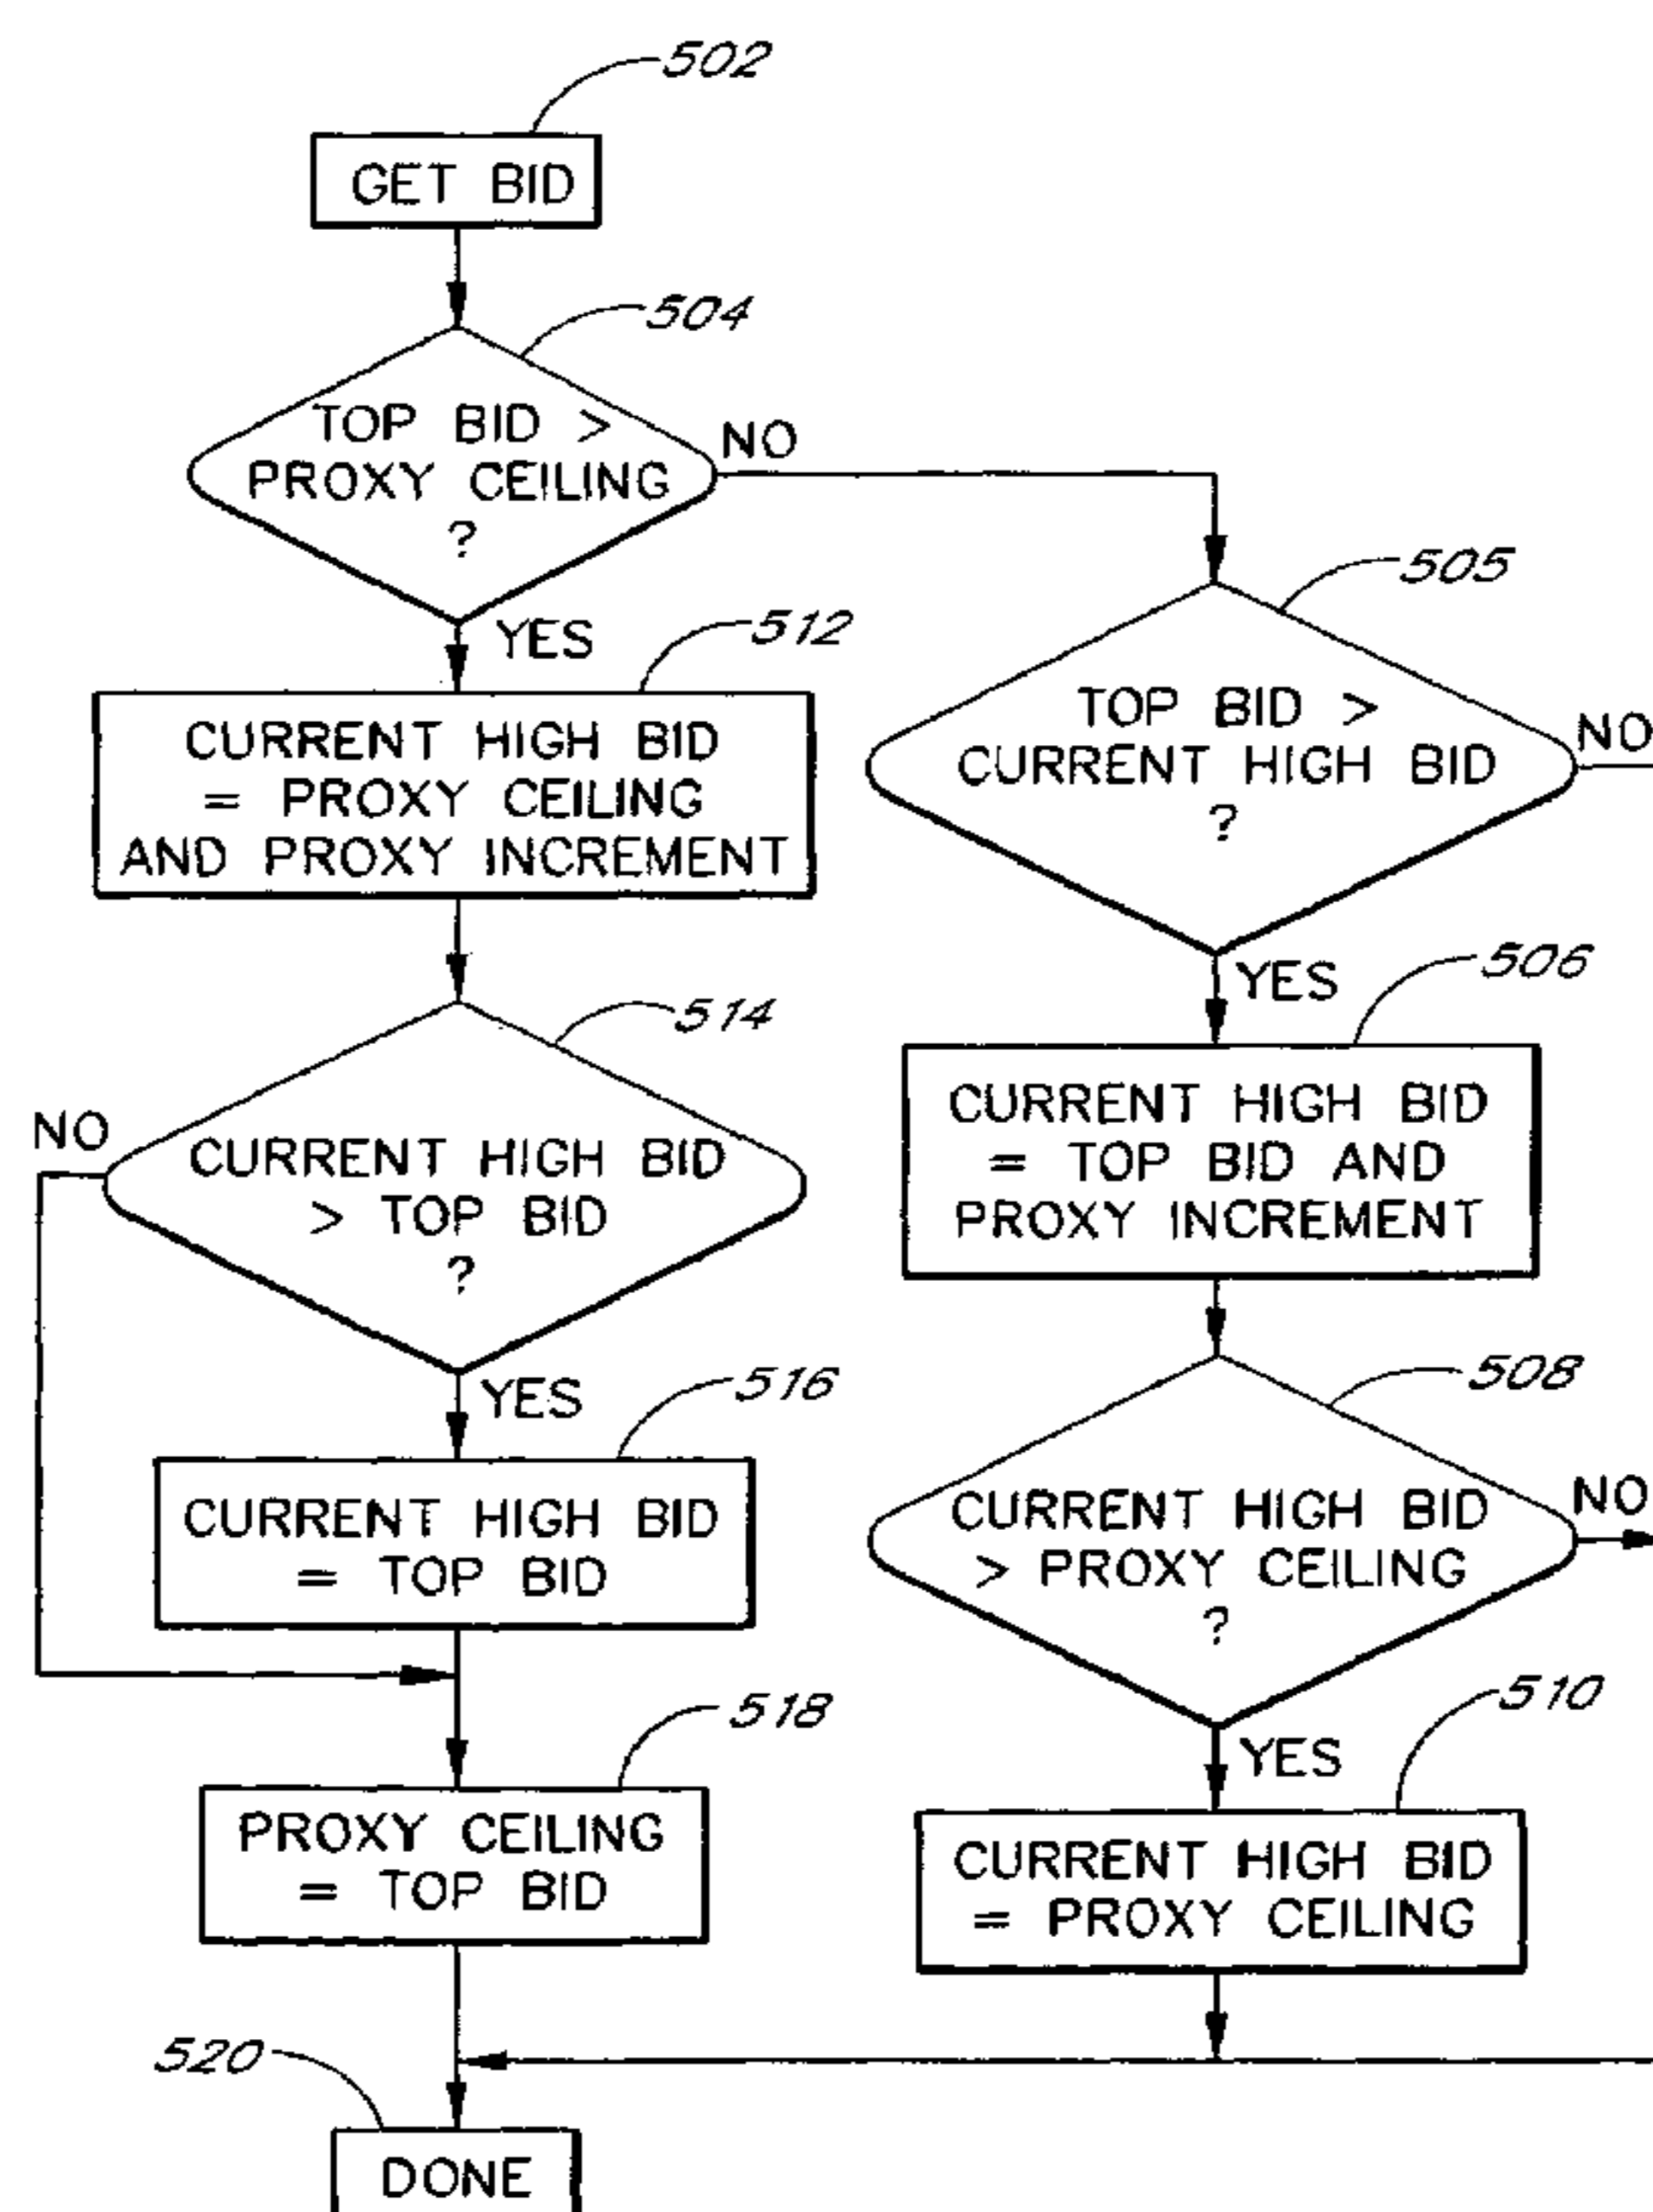 502
GET BID
504
TOP BID >
PROXY CEILING
?
NO
YES
512
CURRENT HIGH BID
= PROXY CEILING
AND PROXY INCREMENT
514
NO
CURRENT HIGH BID
> TOP BID
?
YES
516
CURRENT HIGH BID
= TOP BID
518
PROXY CEILING
= TOP BID
520
DONE
505
TOP BID >
CURRENT HIGH BID
?
NO
YES
506
CURRENT HIGH BID
= TOP BID AND
PROXY INCREMENT
508
CURRENT HIGH BID
> PROXY CEILING
?
NO
YES
510
CURRENT HIGH BID
= PROXY CEILING